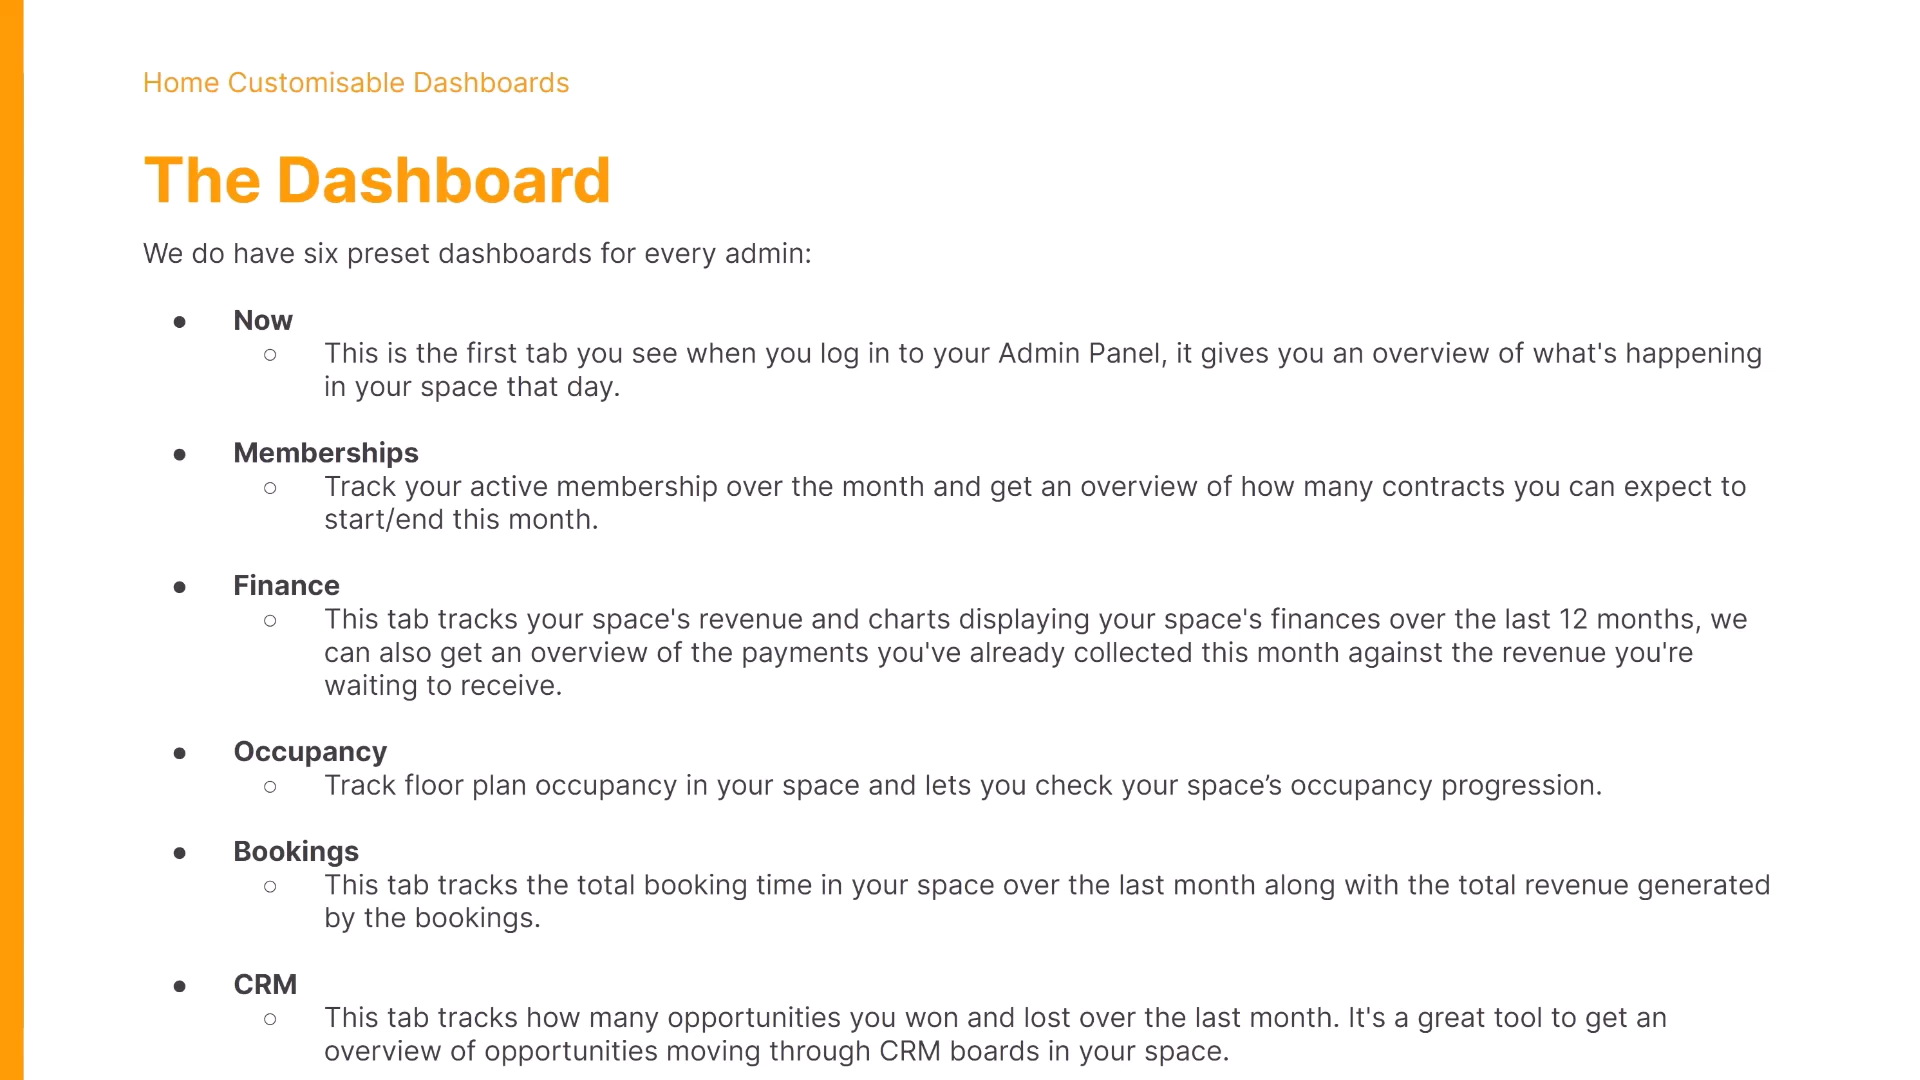 Home Customisable Dashboards
The Dashboard
We do have six preset dashboards for every admin:
● Now
○ This is the first tab you see when you log in to your Admin Panel, it gives you an overview of what's happening
in your space that day.
● Memberships
○ Track your active membership over the month and get an overview of how many contracts you can expect to
start/end this month.
● Finance
○ This tab tracks your space's revenue and charts displaying your space's finances over the last 12 months, we
can also get an overview of the payments you've already collected this month against the revenue you're
waiting to receive.
● Occupancy
○ Track floor plan occupancy in your space and lets you check your space’s occupancy progression.
● Bookings
○ This tab tracks the total booking time in your space over the last month along with the total revenue generated
by the bookings.
● CRM
○ This tab tracks how many opportunities you won and lost over the last month. It's a great tool to get an
overview of opportunities moving through CRM boards in your space.